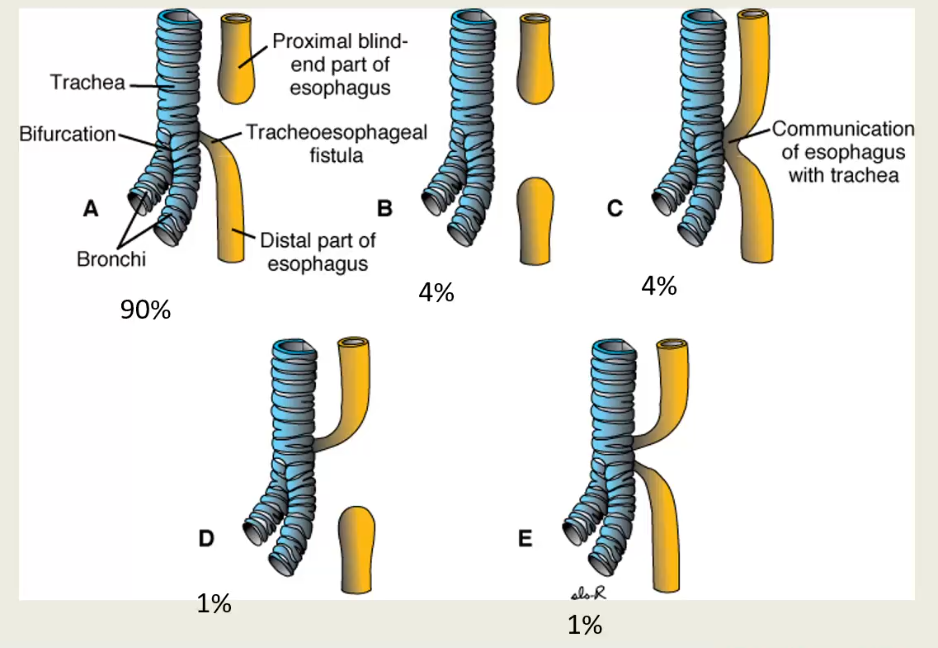 Proximal blind-
end part of
esophagus
Trachea
Bifurcation
Tracheoesophageal
fistula
A
Bronchi
Distal part of
esophagus
90%
B
4%
Communication
of esophagus
with trachea
C
4%
D
1%
E
1%